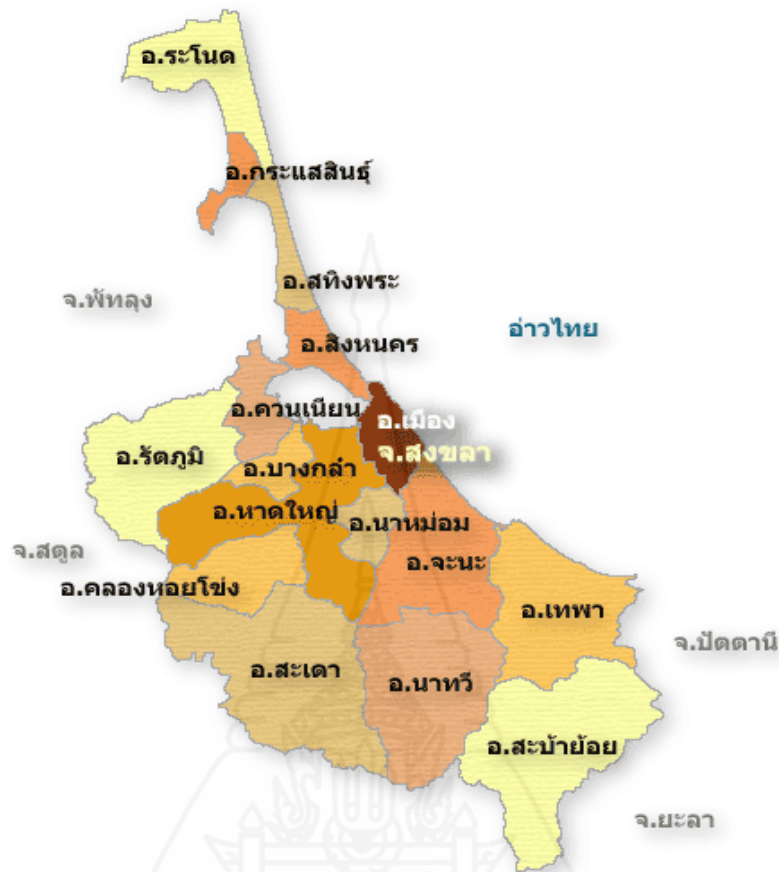 อ.ระโนด
อ.กระแสสินธุ์
อ.สทิงพระ
จ.พัทลุง
อ่าวไทย
อ.สิงหนคร
อ.ควนเนียน
อ.เมือง
จ.สงขลา
อ.รัตภูมิ
อ.บางกล่ำ
อ.หาดใหญ่
อ.นาหม่อม
จ.สตูล
อ.จะนะ
อ.คลองหอยโข่ง
อ.เทพา
จ.ปัตตานี
อ.สะเดา
อ.นาทวี
อ.สะบ้าย้อย
จ.ยะลา